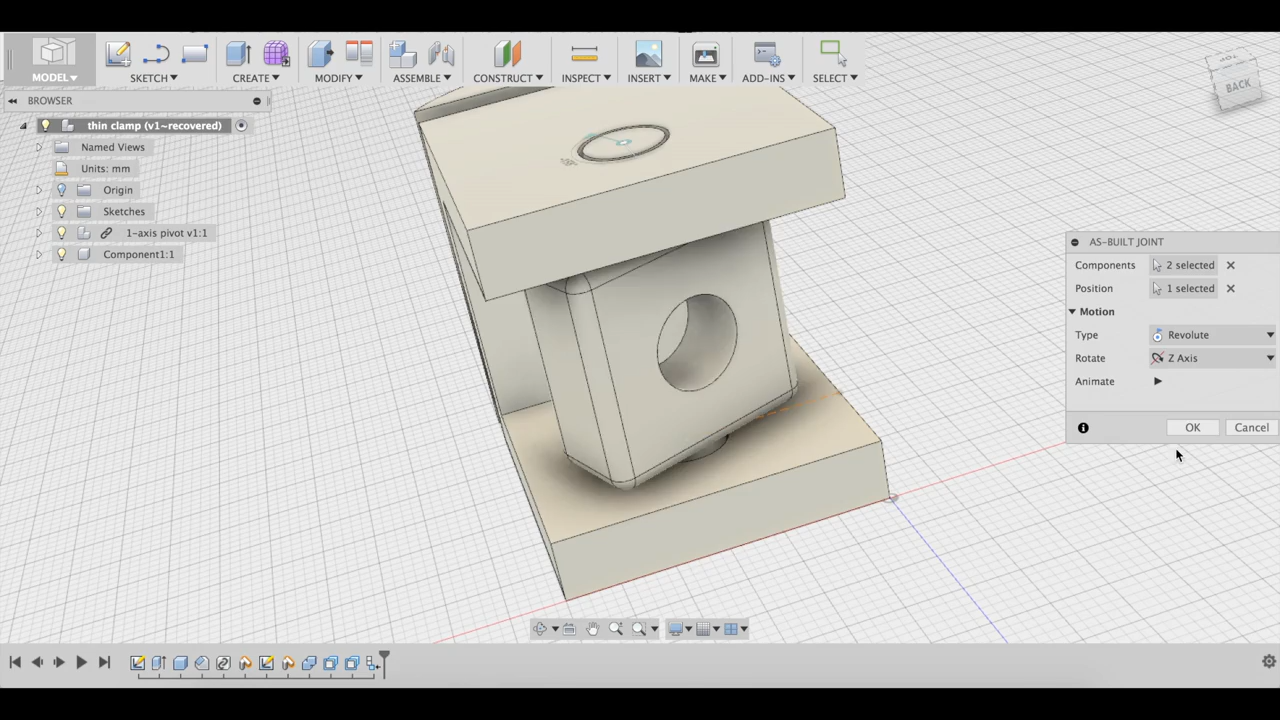 MODEL
SKETCH
CREATE
MODIFY
ASSEMBLE
CONSTRUCT
INSPECT
INSERT
MAKE
ADD-INS
SELECT
BACK
BROWSER
thin clamp (v1~recovered)
Named Views
Units: mm
Origin
Sketches
1-axis pivot v1:1
Component1:1
AS-BUILT JOINT
Components 2 selected
Position 1 selected
Motion
Type Revolute
Rotate Z Axis
Animate
OK Cancel